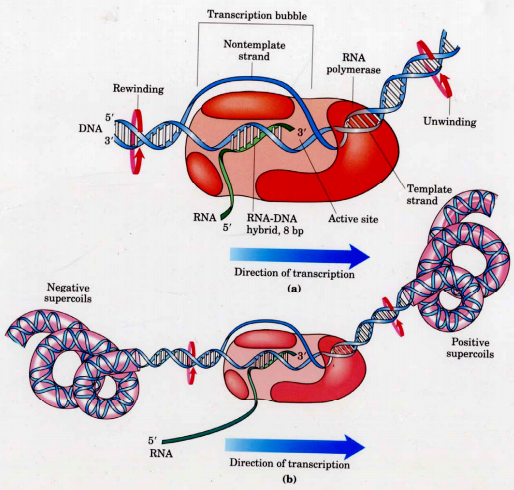 Transcription bubble
Nontemplate
strand
RNA
polymerase
Rewinding
Unwinding
5′
DNA
3′
3′
Template
strand
RNA
5′
RNA-DNA
hybrid, 8 bp
Active site
Direction of transcription
(a)
Negative
supercoils
Positive
supercoils
3′
5′
RNA
Direction of transcription
(b)